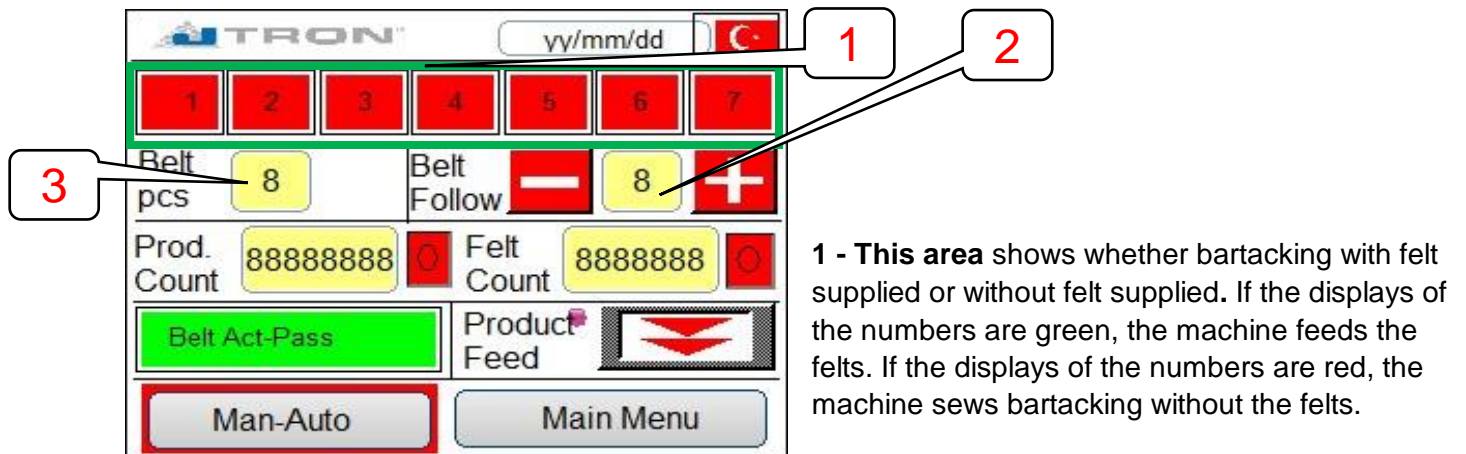 TRON
yy/mm/dd
1
2
1 2 3 4 5 6 7
3
Belt
pcs
8
Belt
Follow
8
Prod.
Count
88888888
Felt
Count
8888888
Belt Act-Pass
Product
Feed
Man-Auto
Main Menu
1 - This area shows whether bartacking with felt
supplied or without felt supplied. If the displays of
the numbers are green, the machine feeds the
felts. If the displays of the numbers are red, the
machine sews bartacking without the felts.